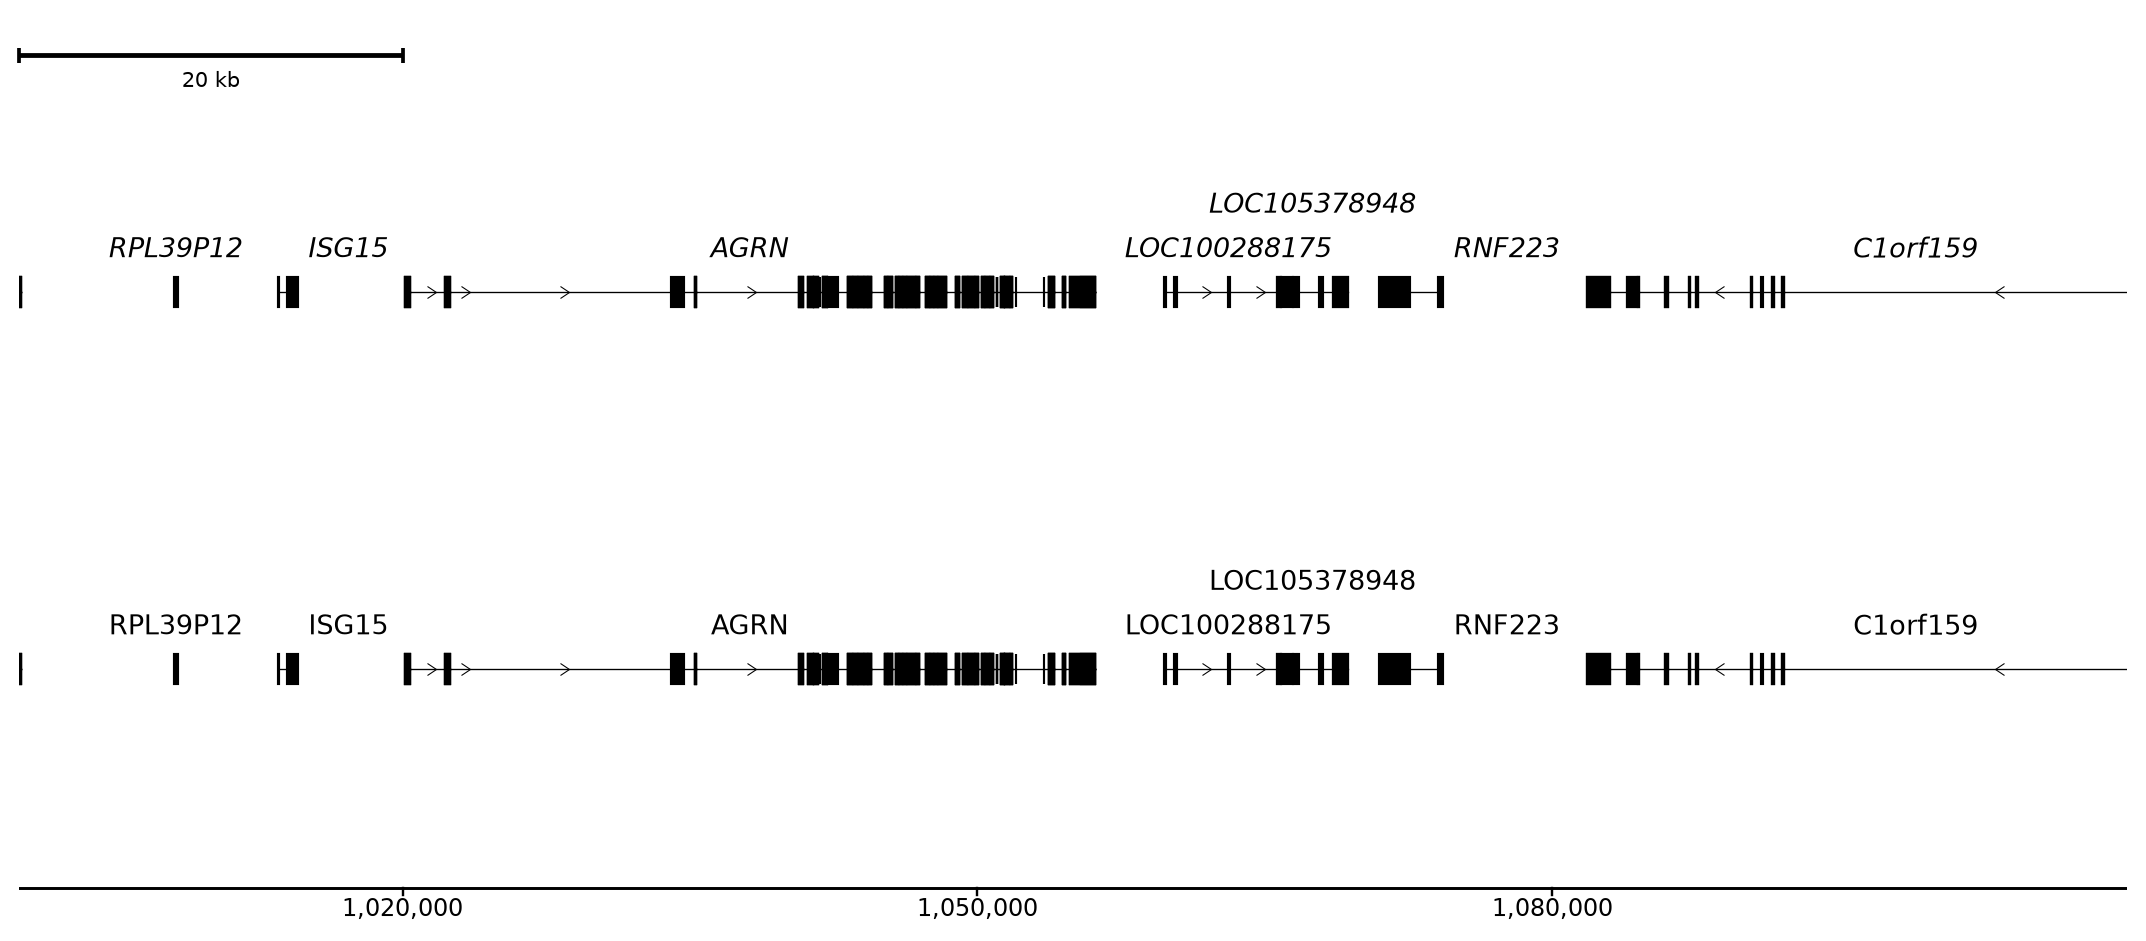 20 kb
LOC105378948
RPL39P12 ISG15 AGRN LOC100288175 RNF223 C1orf159
LOC105378948
RPL39P12 ISG15 AGRN LOC100288175 RNF223 C1orf159
1,020,000 1,050,000 1,080,000